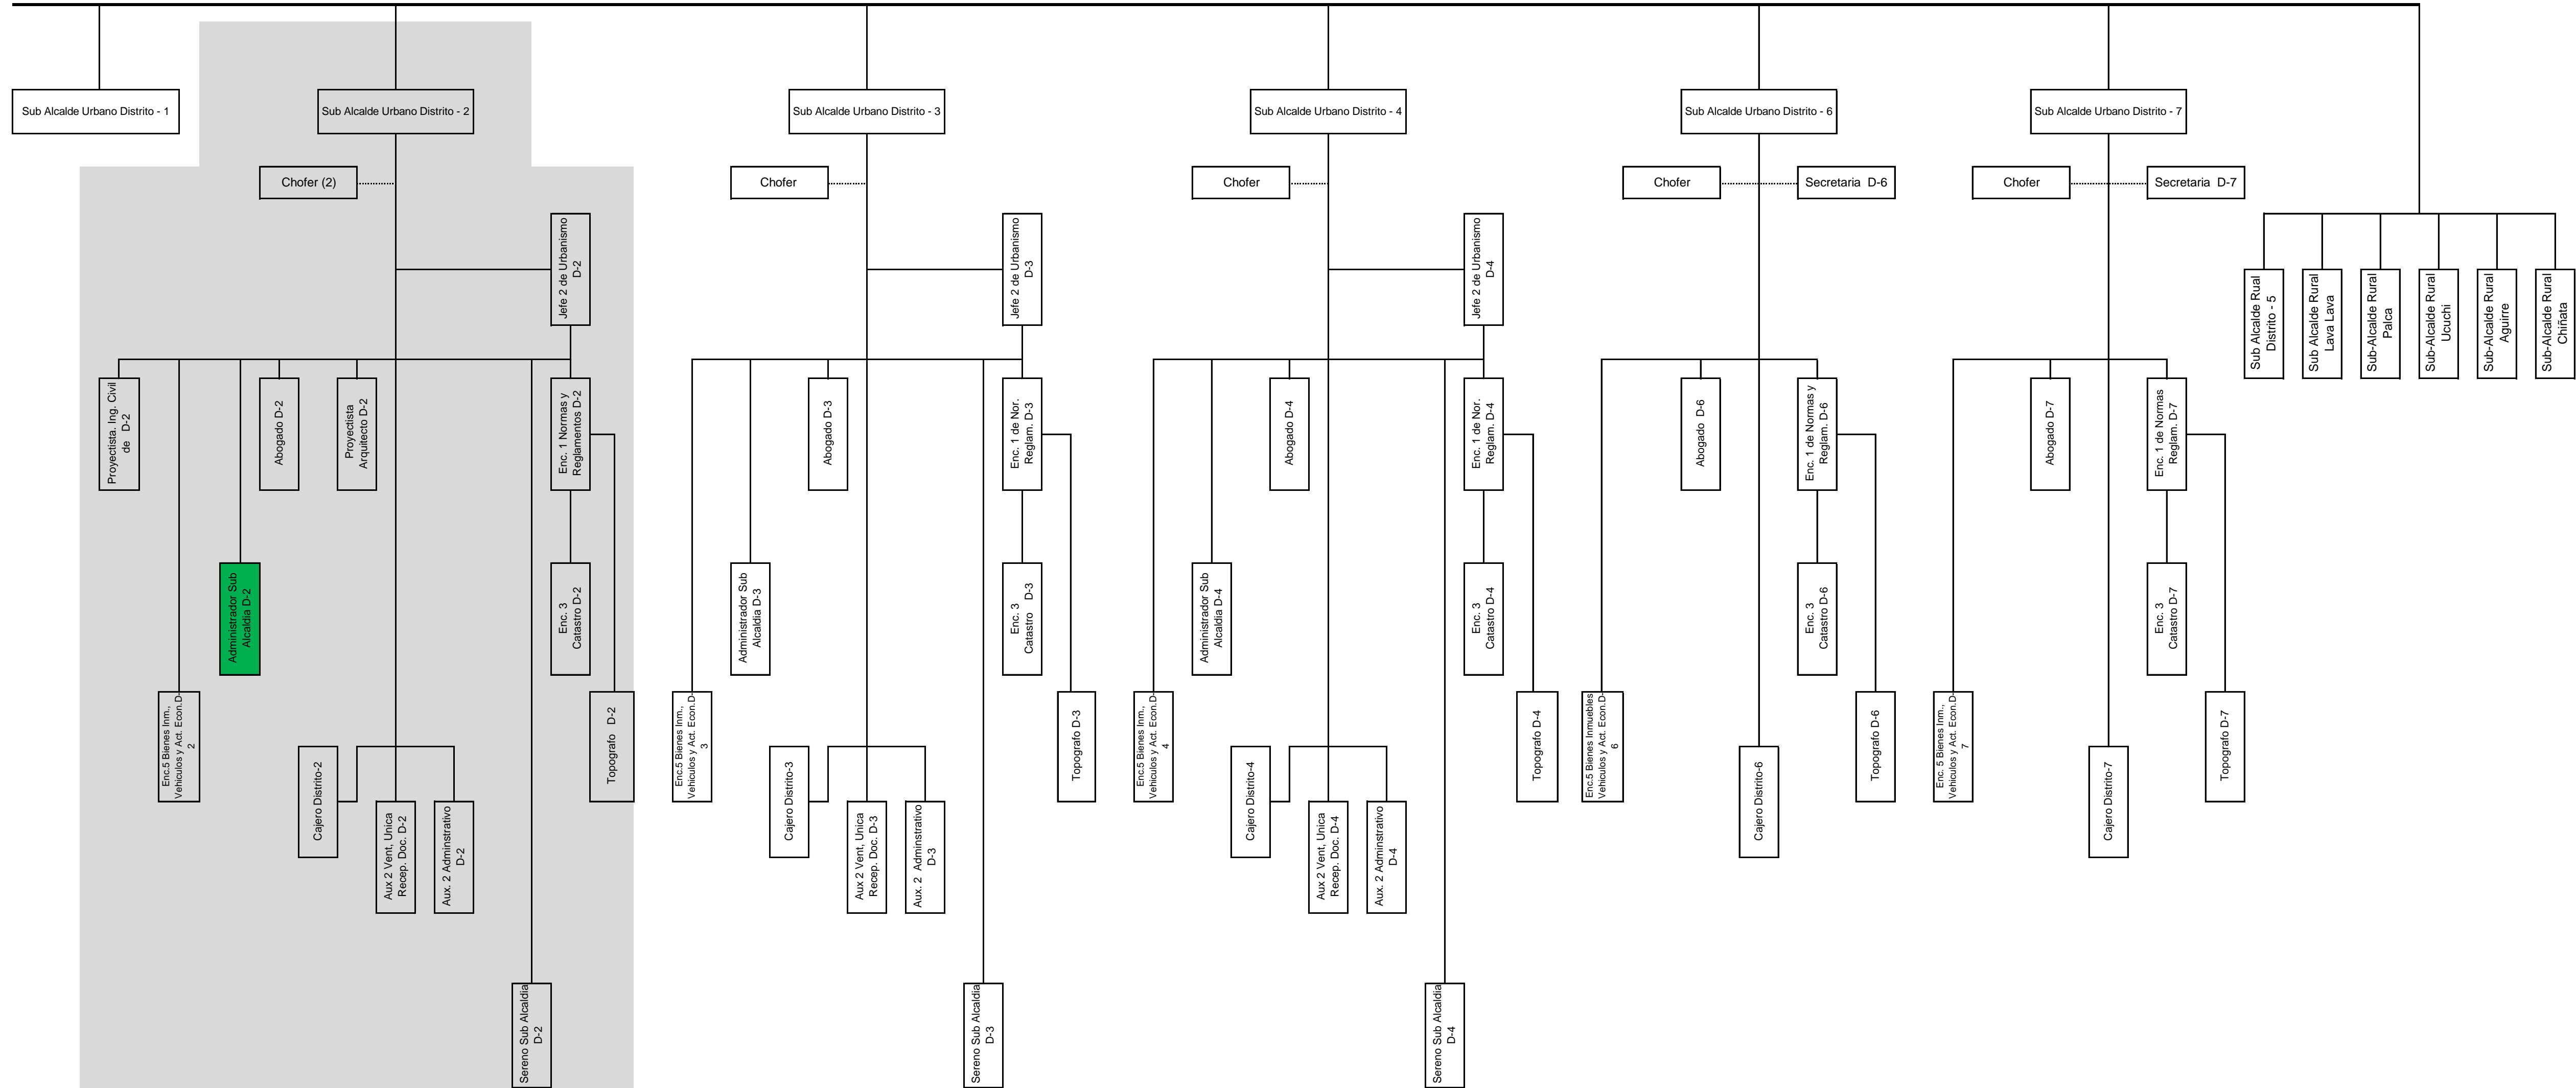 Sub Alcalde Urbano Distrito - 1
Sub Alcalde Urbano Distrito - 2
Sub Alcalde Urbano Distrito - 3
Sub Alcalde Urbano Distrito - 4
Sub Alcalde Urbano Distrito - 6
Sub Alcalde Urbano Distrito - 7
Chofer (2)
Chofer
Chofer
Chofer
Secretaria D-6
Chofer
Secretaria D-7
Jefe 2 de Urbanismo
D-2
Jefe 2 de Urbanismo
D-3
Jefe 2 de Urbanismo
D-4
Sub Alcalde Rual
Distrito - 5
Sub Alcalde Rural
Lava Lava
Sub-Alcalde Rural
Palca
Sub-Alcalde Rural
Ucuchi
Sub-Alcalde Rural
Aguirre
Sub-Alcalde Rural
Chiñata
Proyectista. Ing. Civil
de D-2
Abogado D-2
Proyectista
Arquitecto D-2
Enc. 1 Normas y
Reglamentos D-2
Abogado D-3
Enc. 1 de Nor.
Reglam. D-3
Abogado D-4
Enc. 1 de Nor.
Reglam. D-4
Abogado D-6
Enc. 1 de Normas y
Reglam. D-6
Abogado D-7
Enc. 1 de Normas
Reglam. D-7
Administrador Sub
Alcaldia D-2
Enc. 3
Catastro D-2
Administrador Sub
Alcaldia D-3
Enc. 3
Catastro D-3
Administrador Sub
Alcaldia D-4
Enc. 3
Catastro D-4
Enc. 3
Catastro D-6
Enc. 3
Catastro D-7
Enc.5 Bienes Inm.,
Vehiculos y Act. Econ.D-
2
Topografo D-2
Enc.5 Bienes Inm.,
Vehiculos y Act. Econ.D-
3
Topografo D-3
Enc.5 Bienes Inm.,
Vehiculos y Act. Econ.D-
4
Topografo D-4
Enc.5 Bienes Inmuebles
Vehiculos y Act. Econ.D-
6
Topografo D-6
Enc. 5 Bienes Inm.,
Vehiculos y Act. Econ.D-
7
Topografo D-7
Cajero Distrito-2
Aux 2 Vent, Unica
Recep. Doc. D-2
Aux. 2 Adminstrativo
D-2
Cajero Distrito-3
Aux 2 Vent, Unica
Recep. Doc. D-3
Aux. 2 Adminstrativo
D-3
Cajero Distrito-4
Aux 2 Vent, Unica
Recep. Doc. D-4
Aux. 2 Adminstrativo
D-4
Cajero Distrito-6
Cajero Distrito-7
Sereno Sub Alcaldia
D-2
Sereno Sub Alcaldia
D-3
Sereno Sub Alcaldia
D-4